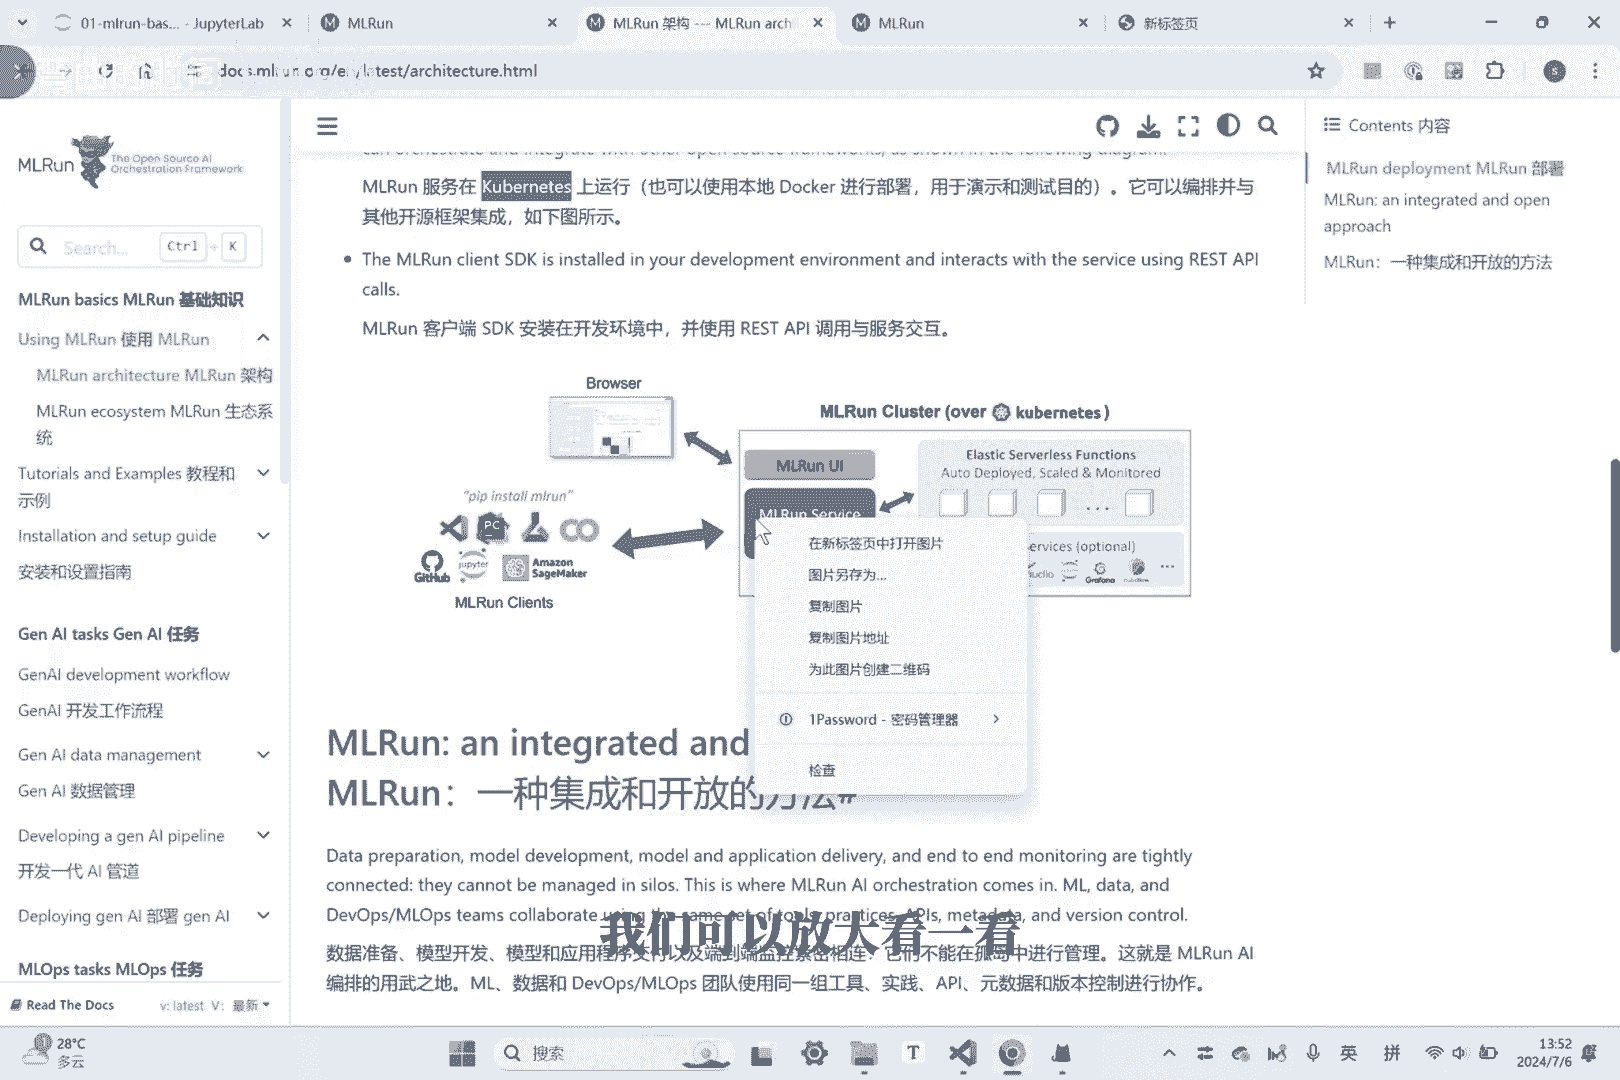 01-mlrun-bas... - JupyterLab
MLRun
MLRun 架构 --- MLRun archi
MLRun
新标签页
docs.mlrun.org/en/latest/architecture.html
MLRun
The Open Source AI
Orchestration Framework
Search...
Ctrl + K
MLRun basics MLRun 基础知识
Using MLRun 使用 MLRun
MLRun architecture MLRun 架构
MLRun ecosystem MLRun 生态系
统
Tutorials and Examples 教程和
示例
Installation and setup guide
安装和设置指南
Gen AI tasks Gen AI 任务
GenAI development workflow
GenAI 开发工作流程
Gen AI data management
Gen AI 数据管理
Developing a gen AI pipeline
开发一代 AI 管道
Deploying gen AI 部署 gen AI
MLOps tasks MLOps 任务
Read The Docs
v: latest V： 最新
can orchestrate and integrate with other open source frameworks, as shown in the following diagram.
MLRun 服务在 Kubernetes 上运行（也可以使用本地 Docker 进行部署，用于演示和测试目的）。它可以编排并与
其他开源框架集成，如下图所示。
The MLRun client SDK is installed in your development environment and interacts with the service using REST API
calls.
MLRun 客户端 SDK 安装在开发环境中，并使用 REST API 调用与服务交互。
Browser
MLRun Cluster (over kubernetes )
MLRun UI
Elastic Serverless Functions
Auto Deployed, Scaled & Monitored
...
"pip install mlrun"
PC
MLRun Service
GitHub
jupyter
Amazon
SageMaker
MLRun Clients
ervices (optional)
Grafana
...
在新标签页中打开图片
图片另存为...
复制图片
复制图片地址
为此图片创建二维码
1Password - 密码管理器
检查
MLRun: an integrated and
MLRun：一种集成和开放的方法#
Data preparation, model development, model and application delivery, and end to end monitoring are tightly
connected: they cannot be managed in silos. This is where MLRun AI orchestration comes in. ML, data, and
DevOps/MLOps teams collaborate using the same set of tools, practices, APIs, metadata, and version control.
我们可以放大看一看
数据准备、模型开发、模型和应用程序交付以及端到端监控紧密相连：它们不能在孤岛中进行管理。这就是 MLRun AI
编排的用武之地。ML、数据和 DevOps/MLOps 团队使用同一组工具、实践、API、元数据和版本控制进行协作。
Contents 内容
MLRun deployment MLRun 部署
MLRun: an integrated and open
approach
MLRun：一种集成和开放的方法
28°C
多云
搜索
英
拼
13:52
2024/7/6